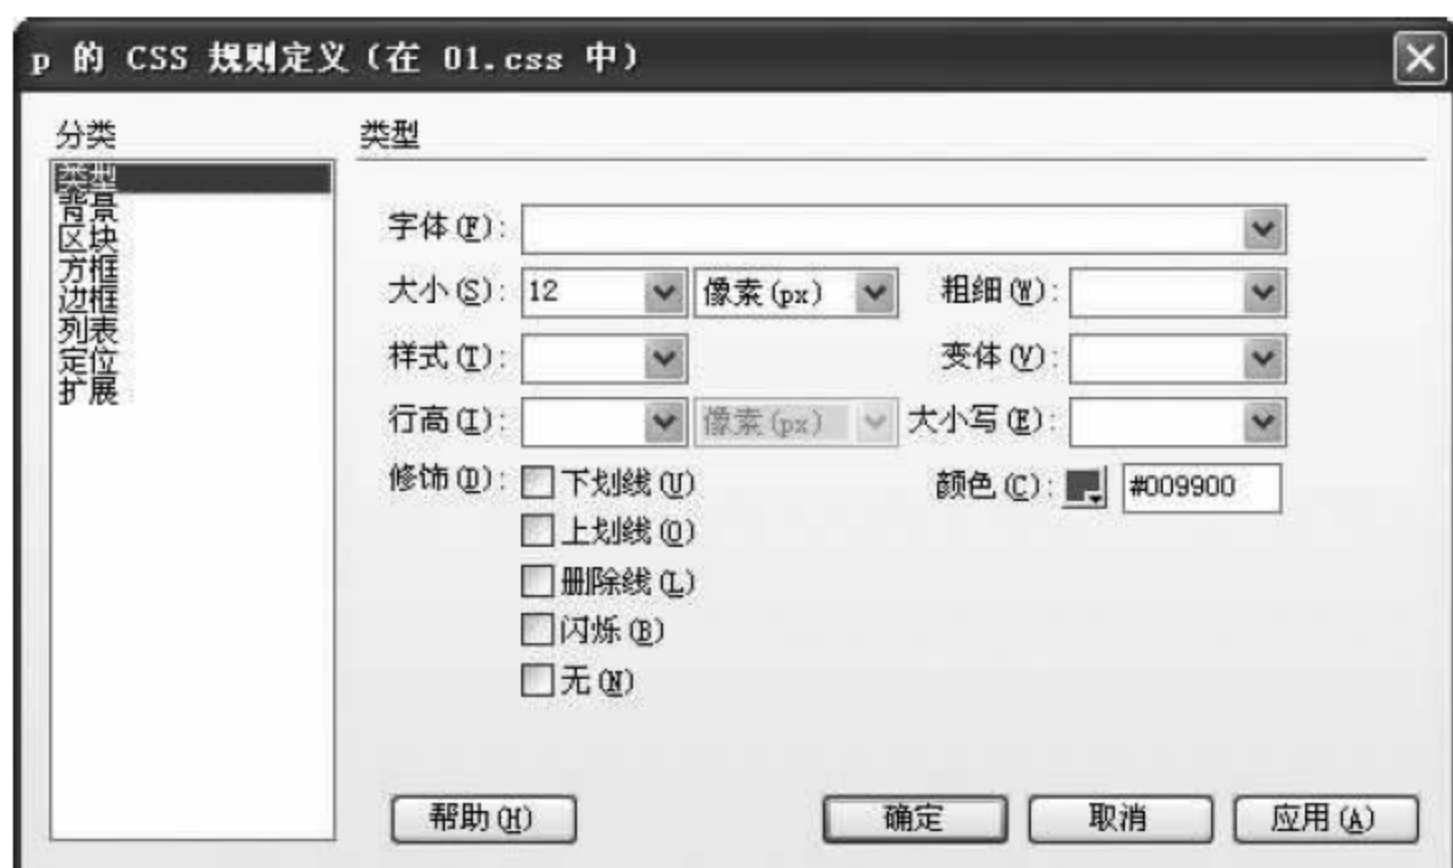 p 的 CSS 规则定义(在 01.css 中)
分类
类型
背景
区块
方框
边框
列表
定位
扩展
类型
字体(F):
大小(S): 12 像素(px) 粗细(W):
样式(T): 变体(V):
行高(I): 像素(px) 大小写(E):
修饰(D): 下划线(U) 颜色(C): #009900
上划线(O)
删除线(L)
闪烁(B)
无(N)
帮助(H) 确定 取消 应用(A)